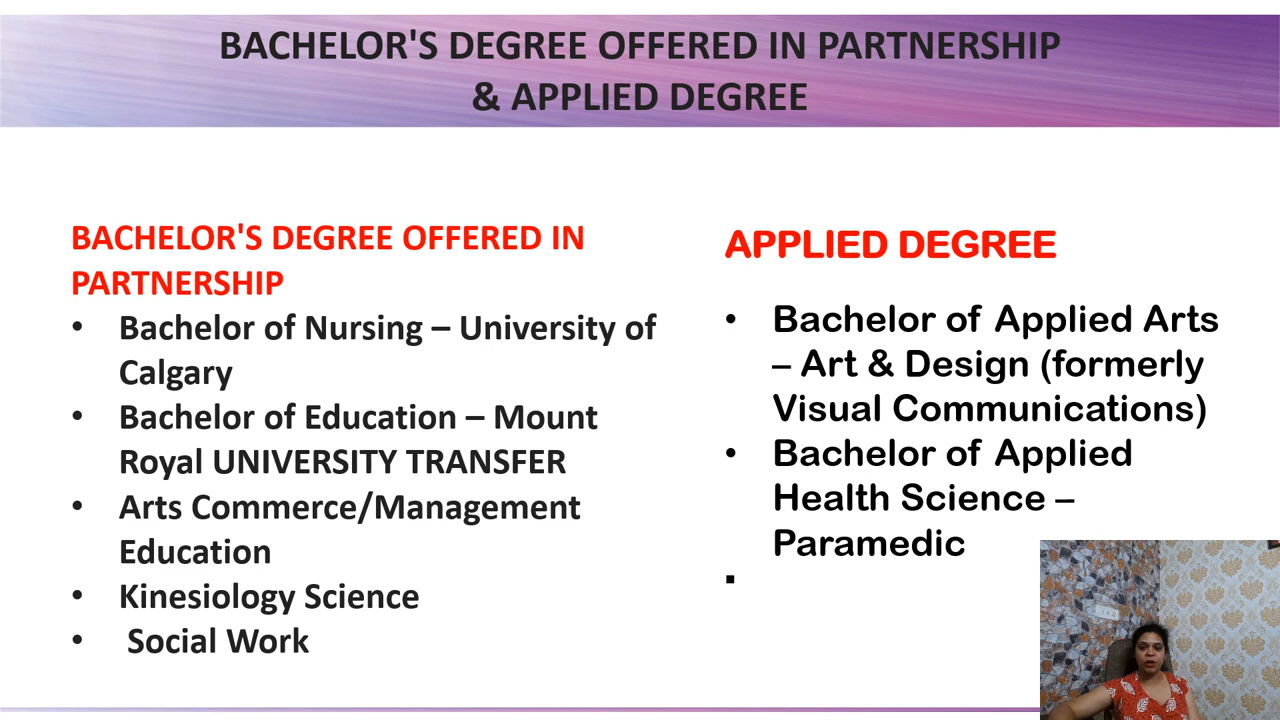 BACHELOR'S DEGREE OFFERED IN PARTNERSHIP
& APPLIED DEGREE
BACHELOR'S DEGREE OFFERED IN
PARTNERSHIP
• Bachelor of Nursing – University of
Calgary
• Bachelor of Education – Mount
Royal UNIVERSITY TRANSFER
• Arts Commerce/Management
Education
• Kinesiology Science
• Social Work
APPLIED DEGREE
• Bachelor of Applied Arts
– Art & Design (formerly
Visual Communications)
• Bachelor of Applied
Health Science –
Paramedic
▪